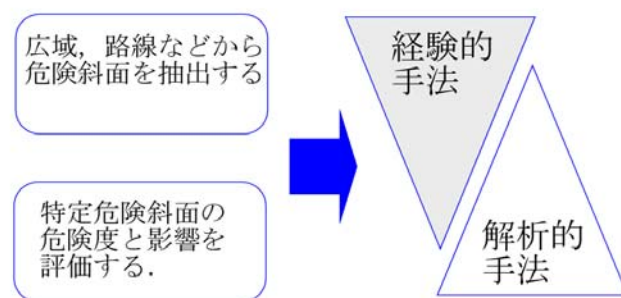 広域，路線などから
危険斜面を抽出する
特定危険斜面の
危険度と影響を
評価する．
経験的
手法
解析的
手法